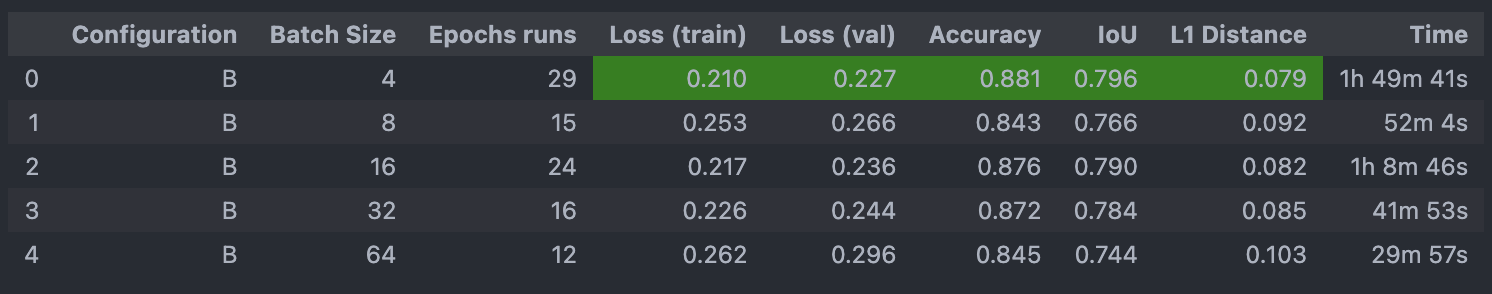 Configuration Batch Size Epochs runs Loss (train) Loss (val) Accuracy IoU L1 Distance Time
0 B 4 29 0.210 0.227 0.881 0.796 0.079 1h 49m 41s
1 B 8 15 0.253 0.266 0.843 0.766 0.092 52m 4s
2 B 16 24 0.217 0.236 0.876 0.790 0.082 1h 8m 46s
3 B 32 16 0.226 0.244 0.872 0.784 0.085 41m 53s
4 B 64 12 0.262 0.296 0.845 0.744 0.103 29m 57s